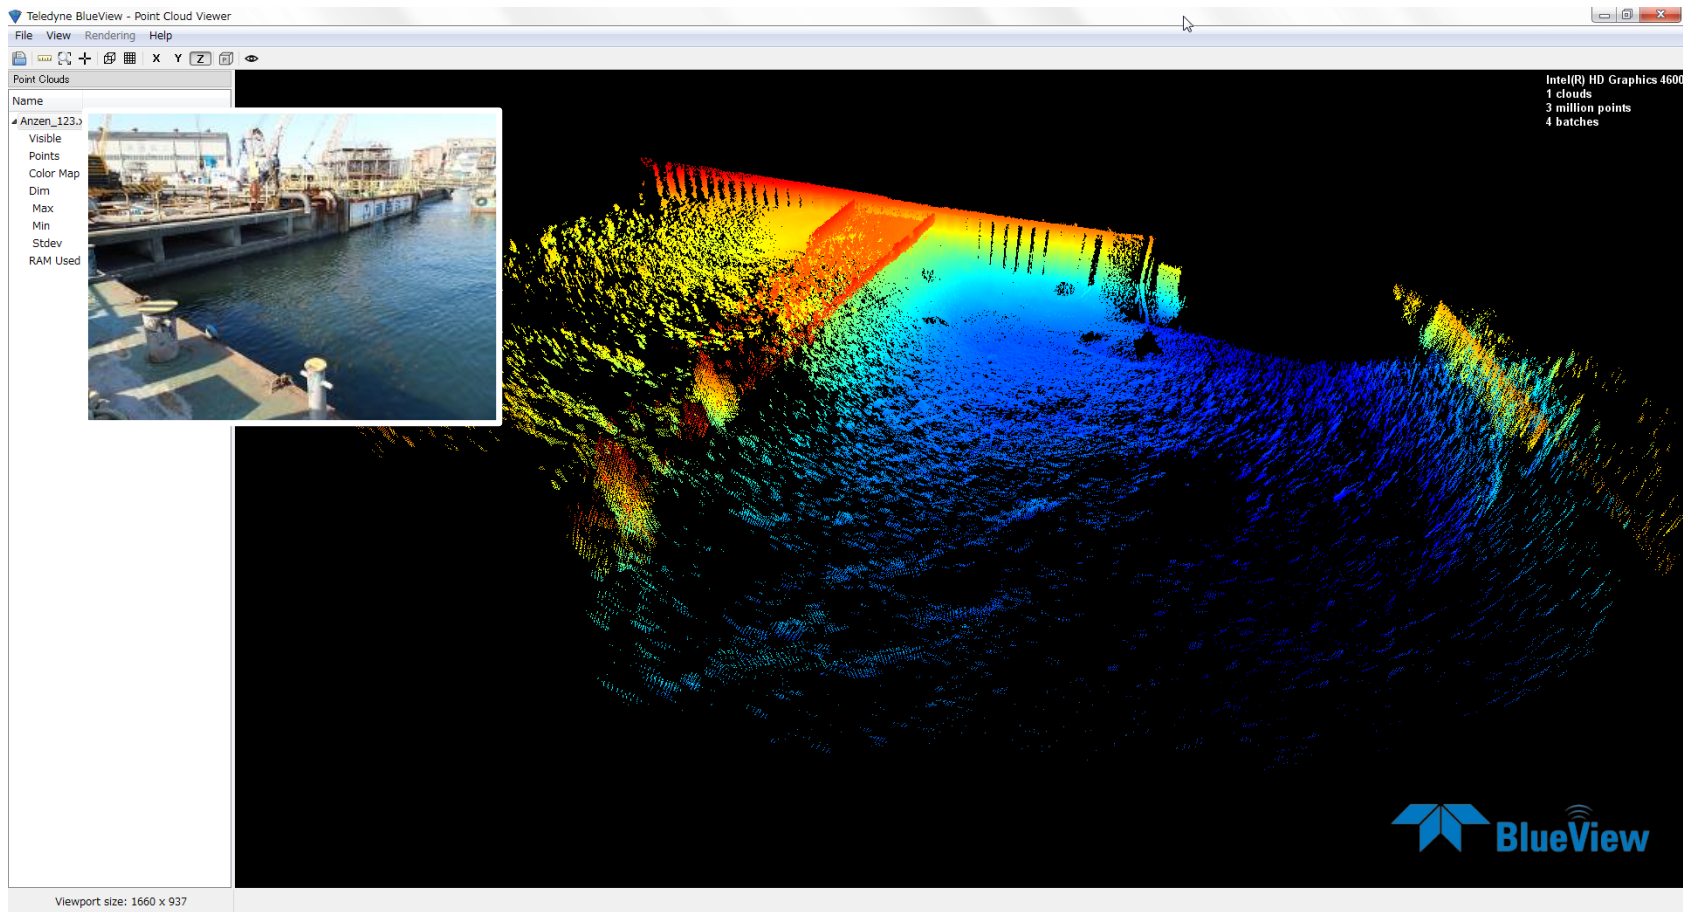 Teledyne BlueView - Point Cloud Viewer
File View Rendering Help
X Y Z
Point Clouds
Name
Anzen_123.x
Visible
Points
Color Map
Dim
Max
Min
Stdev
RAM Used
Intel(R) HD Graphics 4600
1 clouds
3 million points
4 batches
BlueView
Viewport size: 1660 x 937